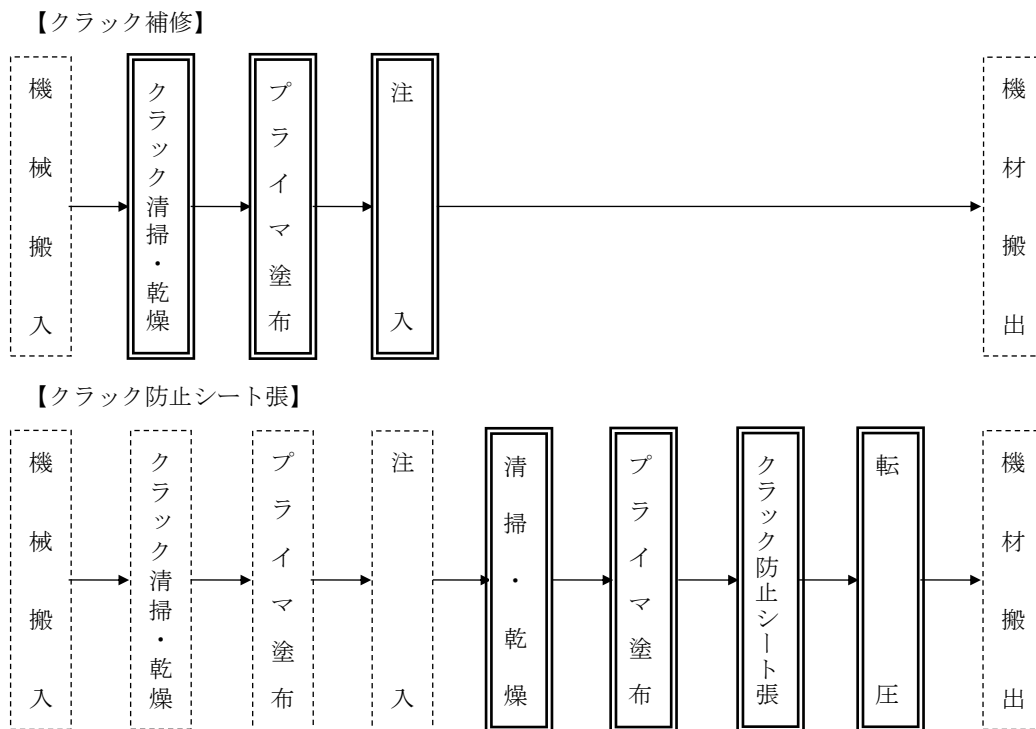 【クラック補修】
機械搬入
クラック清掃・乾燥
プライマ塗布
注入
機材搬出
【クラック防止シート張】
機械搬入
クラック清掃・乾燥
プライマ塗布
注入
清掃・乾燥
プライマ塗布
クラック防止シート張
転圧
機材搬出